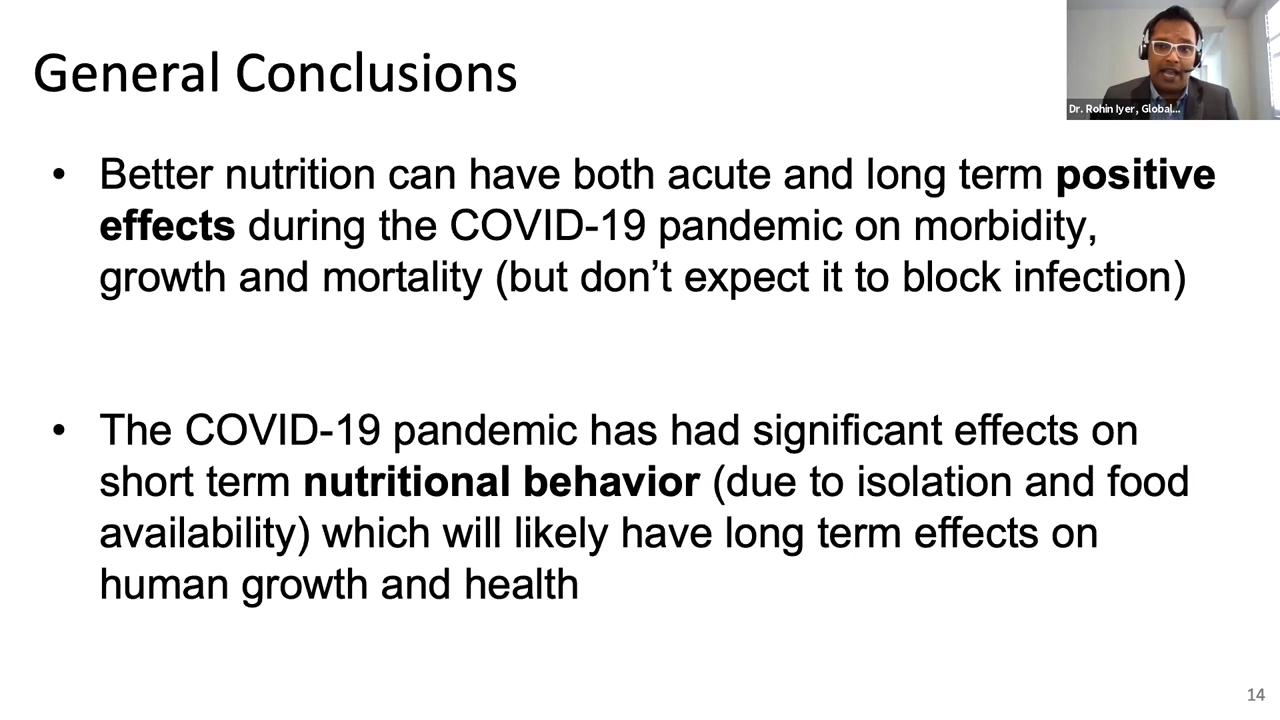 General Conclusions
Dr. Rohin Iyer, Global...
• Better nutrition can have both acute and long term positive
effects during the COVID-19 pandemic on morbidity,
growth and mortality (but don’t expect it to block infection)
• The COVID-19 pandemic has had significant effects on
short term nutritional behavior (due to isolation and food
availability) which will likely have long term effects on
human growth and health
14